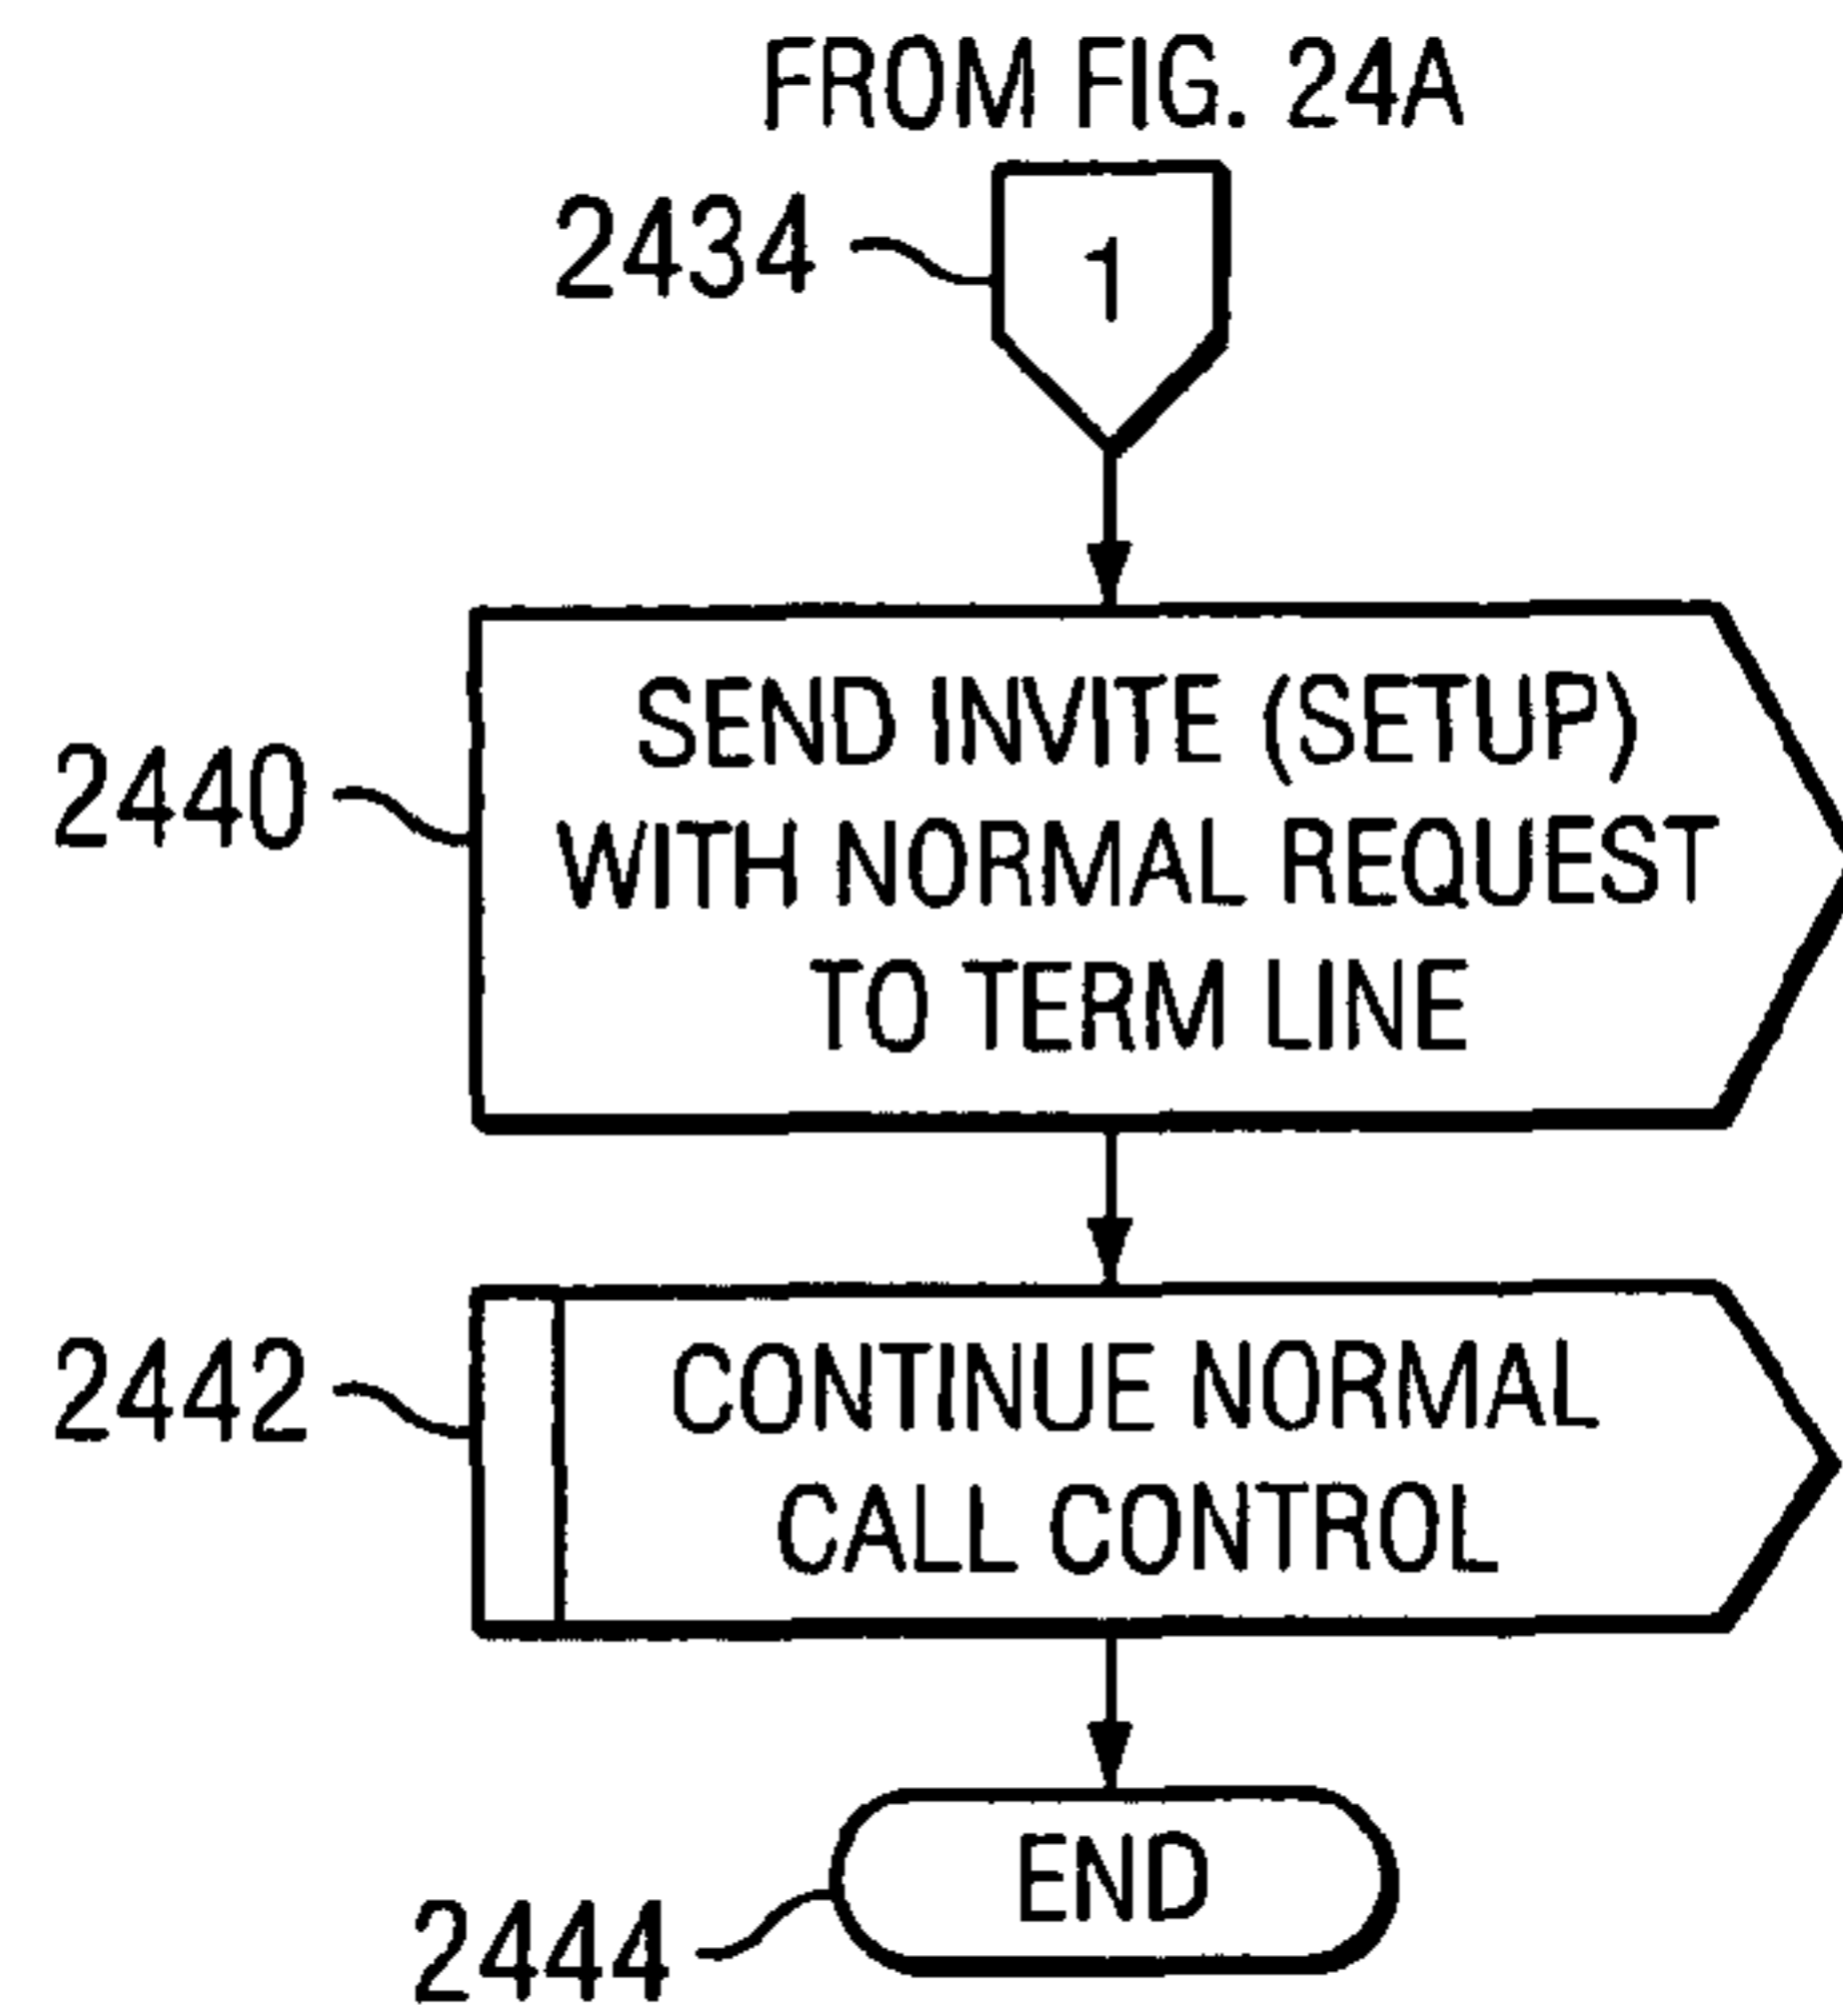 FROM FIG. 24A
2434
1
2440
SEND INVITE (SETUP)
WITH NORMAL REQUEST
TO TERM LINE
2442
CONTINUE NORMAL
CALL CONTROL
END
2444